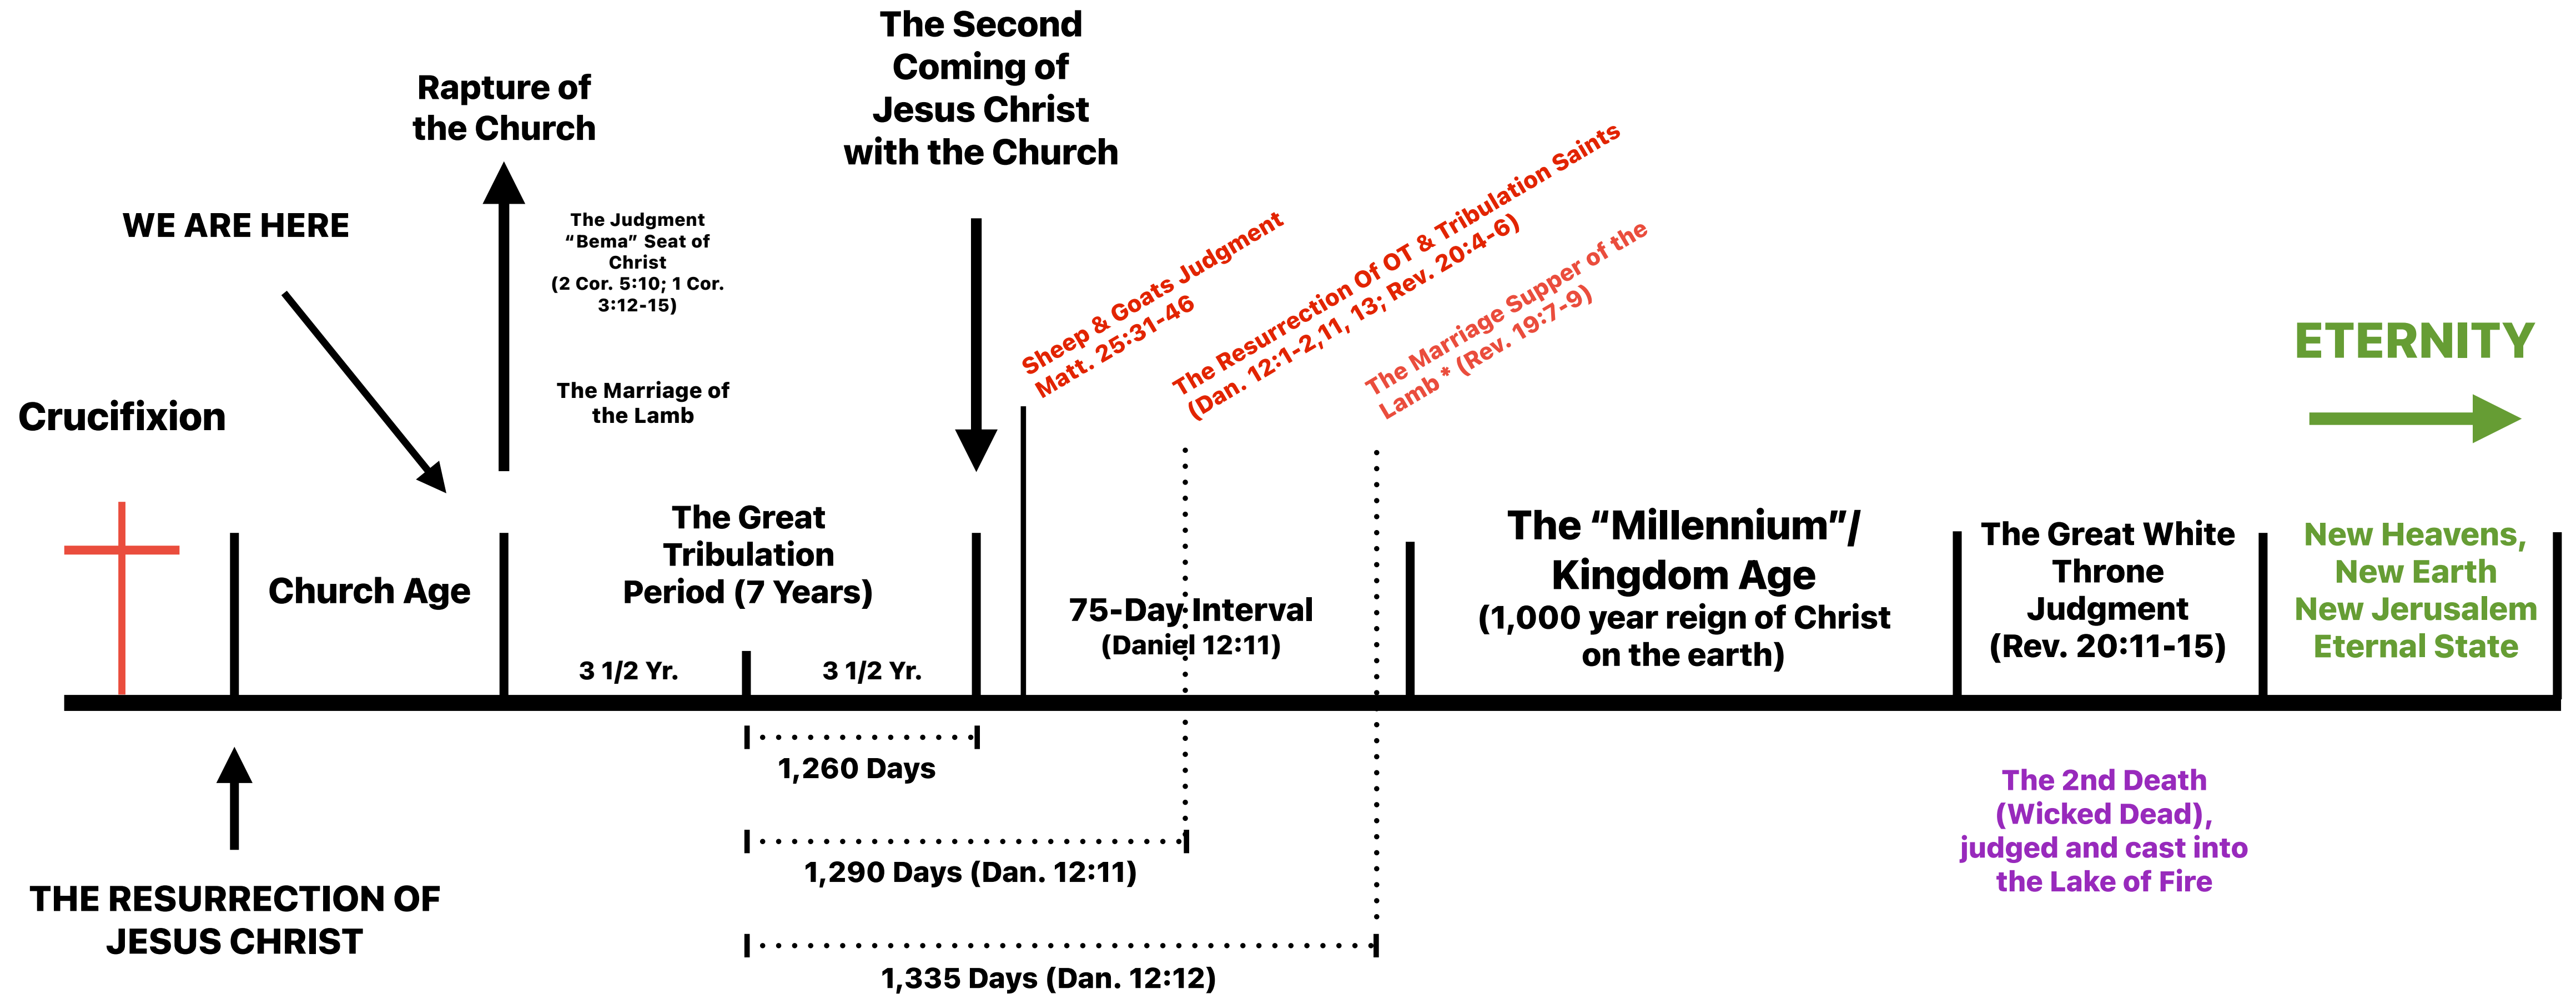 The Second
Coming of
Jesus Christ
with the Church
Rapture of
the Church
WE ARE HERE
The Judgment
“Bema” Seat of
Christ
(2 Cor. 5:10; 1 Cor.
3:12-15)
The Marriage of
the Lamb
Sheep & Goats Judgment
Matt. 25:31-46
The Resurrection Of OT & Tribulation Saints
(Dan. 12:1-2,11, 13; Rev. 20:4-6)
The Marriage Supper of the
Lamb * (Rev. 19:7-9)
ETERNITY
Crucifixion
Church Age
The Great
Tribulation
Period (7 Years)
3 1/2 Yr.
3 1/2 Yr.
75-Day Interval
(Daniel 12:11)
The “Millennium”/
Kingdom Age
(1,000 year reign of Christ
on the earth)
The Great White
Throne
Judgment
(Rev. 20:11-15)
New Heavens,
New Earth
New Jerusalem
Eternal State
1,260 Days
1,290 Days (Dan. 12:11)
1,335 Days (Dan. 12:12)
THE RESURRECTION OF
JESUS CHRIST
The 2nd Death
(Wicked Dead),
judged and cast into
the Lake of Fire